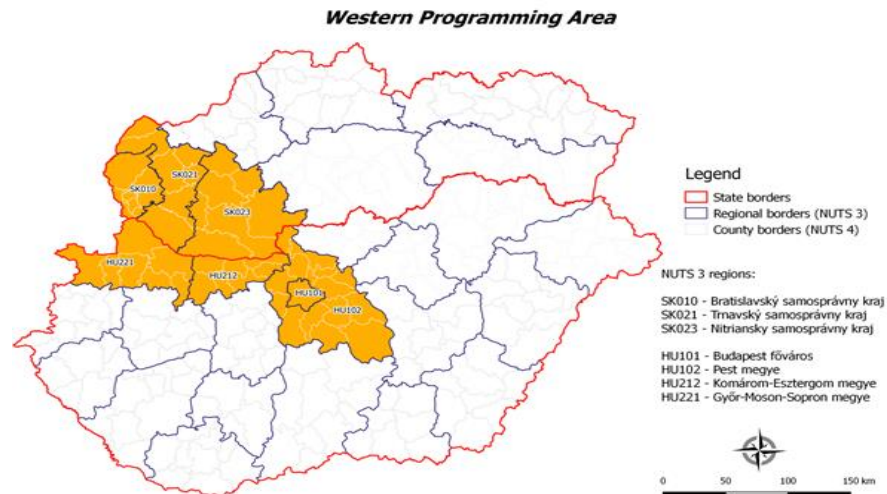 Western Programming Area
SK021
SK010
SK023
HU221
HU212
HU101
HU102
Legend
State borders
Regional borders (NUTS 3)
County borders (NUTS 4)
NUTS 3 regions:
SK010 - Bratislavský samosprávny kraj
SK021 - Trnavský samosprávny kraj
SK023 - Nitriansky samosprávny kraj
HU101 - Budapest főváros
HU102 - Pest megye
HU212 - Komárom-Esztergom megye
HU221 - Győr-Moson-Sopron megye
0 50 100 150 km